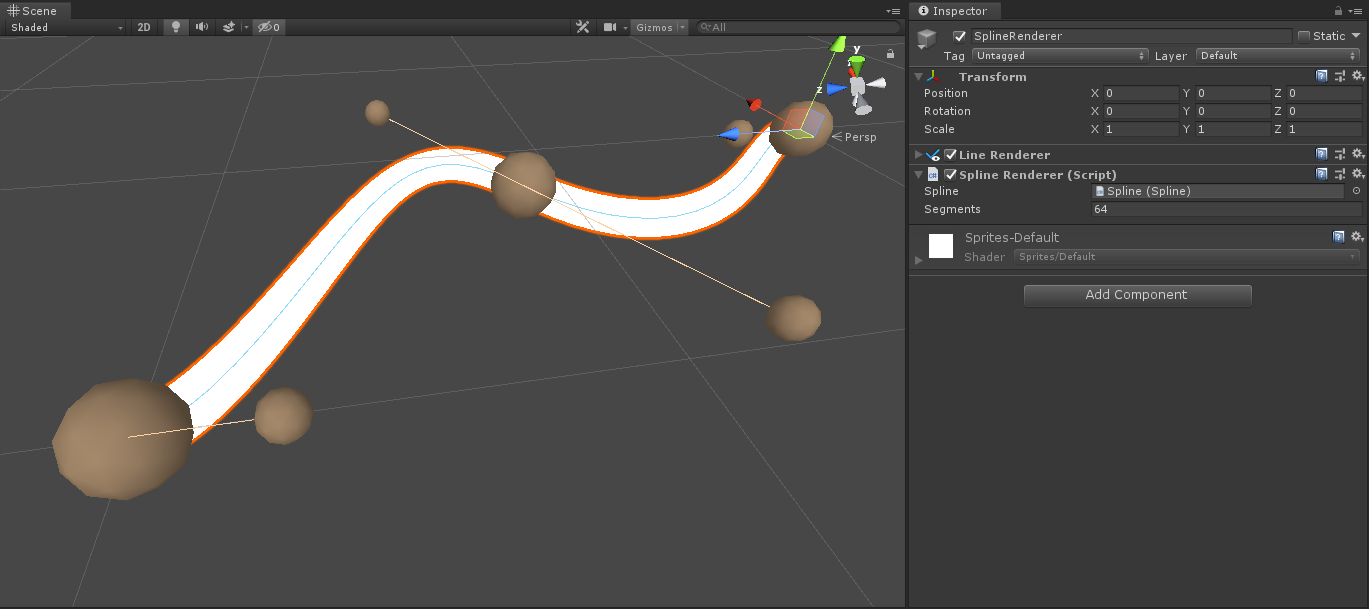 Scene
Shaded 2D 0 Gizmos All
y
z
Persp
Inspector
SplineRenderer Static
Tag Untagged Layer Default
Transform
Position X 0 Y 0 Z 0
Rotation X 0 Y 0 Z 0
Scale X 1 Y 1 Z 1
Line Renderer
Spline Renderer (Script)
Spline Spline (Spline)
Segments 64
Sprites-Default
Shader Sprites/Default
Add Component